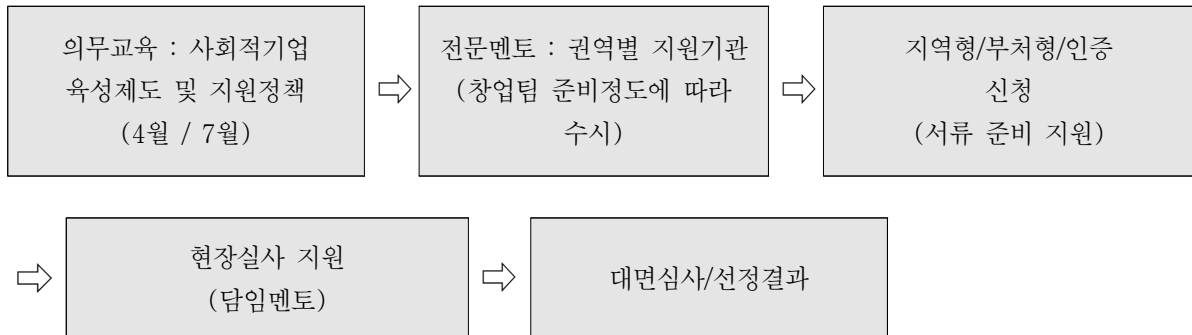 의무교육 : 사회적기업
육성제도 및 지원정책
(4월 / 7월)
전문멘토 : 권역별 지원기관
(창업팀 준비정도에 따라
수시)
지역형/부처형/인증
신청
(서류 준비 지원)
현장실사 지원
(담임멘토)
대면심사/선정결과